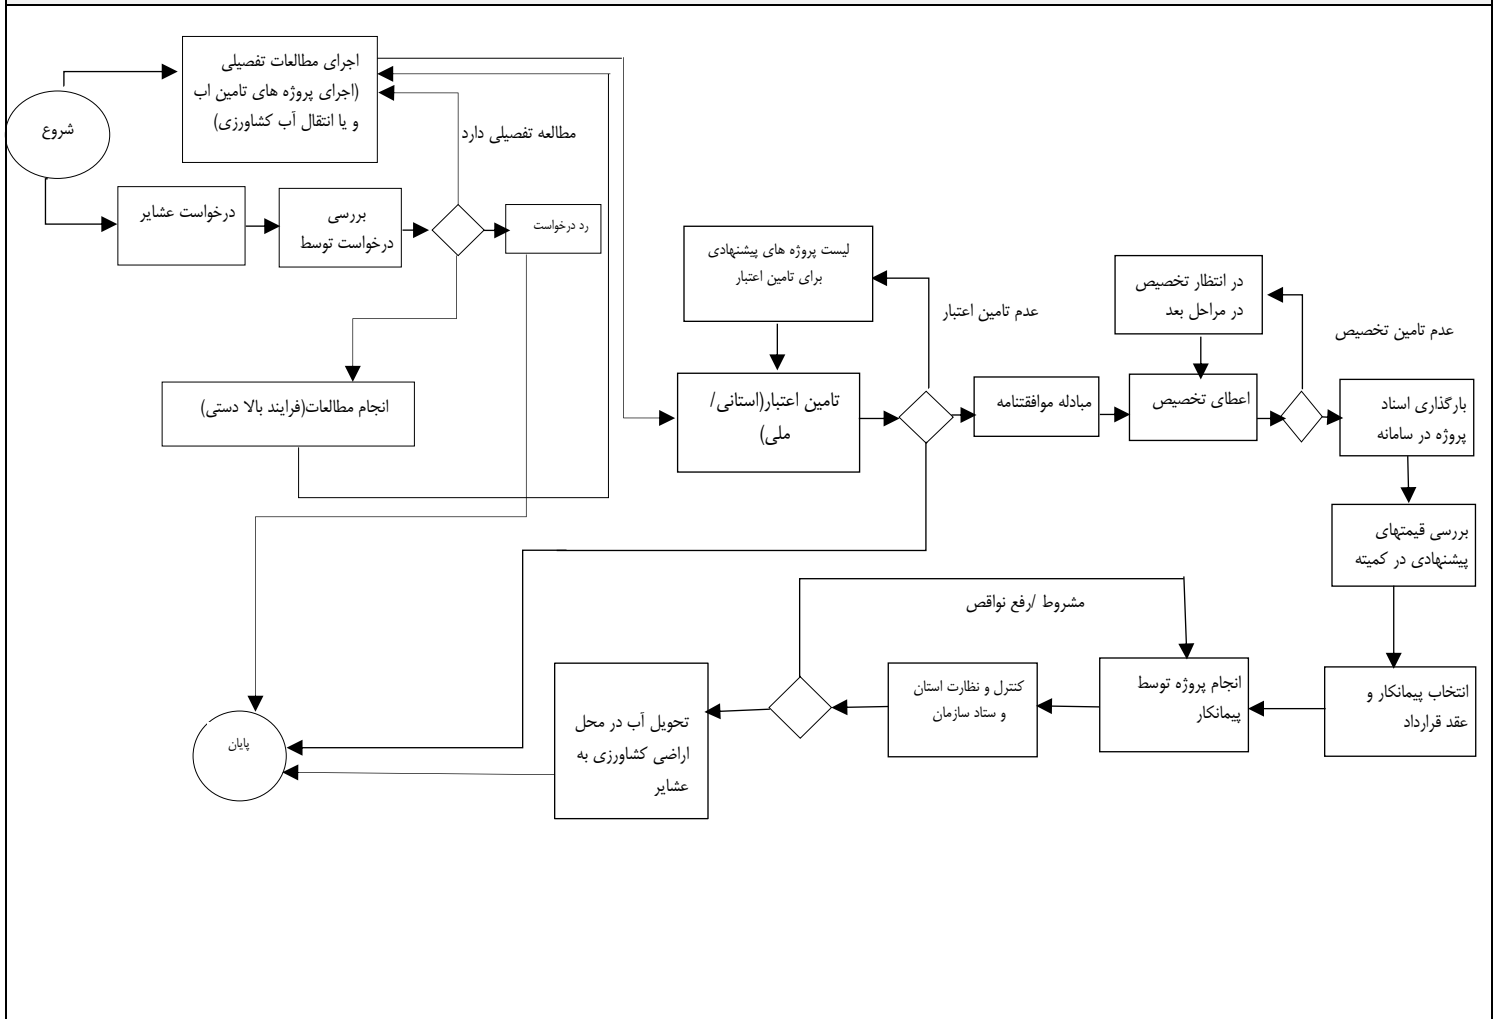 شروع
اجرای مطالعات تفصیلی
(اجرای پروژه های تامین اب
و یا انتقال آب کشاورزی)
مطالعه تفصیلی دارد
درخواست عشایر
بررسی
درخواست توسط
رد درخواست
انجام مطالعات(فرایند بالا دستی)
لیست پروژه های پیشنهادی
برای تامین اعتبار
عدم تامین اعتبار
تامین اعتبار(استانی/
ملی)
مبادله موافقتنامه
در انتظار تخصیص
در مراحل بعد
عدم تامین تخصیص
اعطای تخصیص
بارگذاری اسناد
پروژه در سامانه
بررسی قیمتهای
پیشنهادی در کمیته
انتخاب پیمانکار و
عقد قرارداد
انجام پروژه توسط
پیمانکار
مشروط /رفع نواقص
کنترل و نظارت استان
و ستاد سازمان
تحویل آب در محل
اراضی کشاورزی به
عشایر
پایان